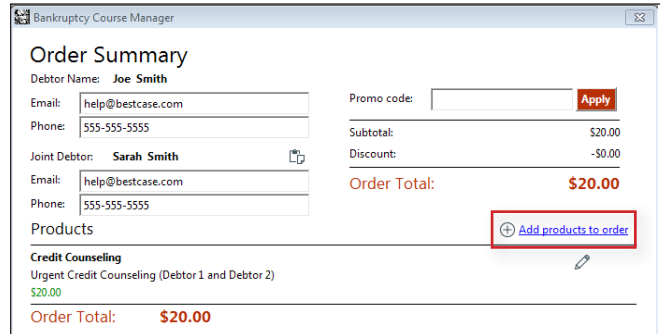 Bankruptcy Course Manager
Order Summary
Debtor Name: Joe Smith
Email: help@bestcase.com
Phone: 555-555-5555
Joint Debtor: Sarah Smith
Email: help@bestcase.com
Phone: 555-555-5555
Promo code: Apply
Subtotal: $20.00
Discount: -$0.00
Order Total: $20.00
Products
Add products to order
Credit Counseling
Urgent Credit Counseling (Debtor 1 and Debtor 2)
$20.00
Order Total: $20.00